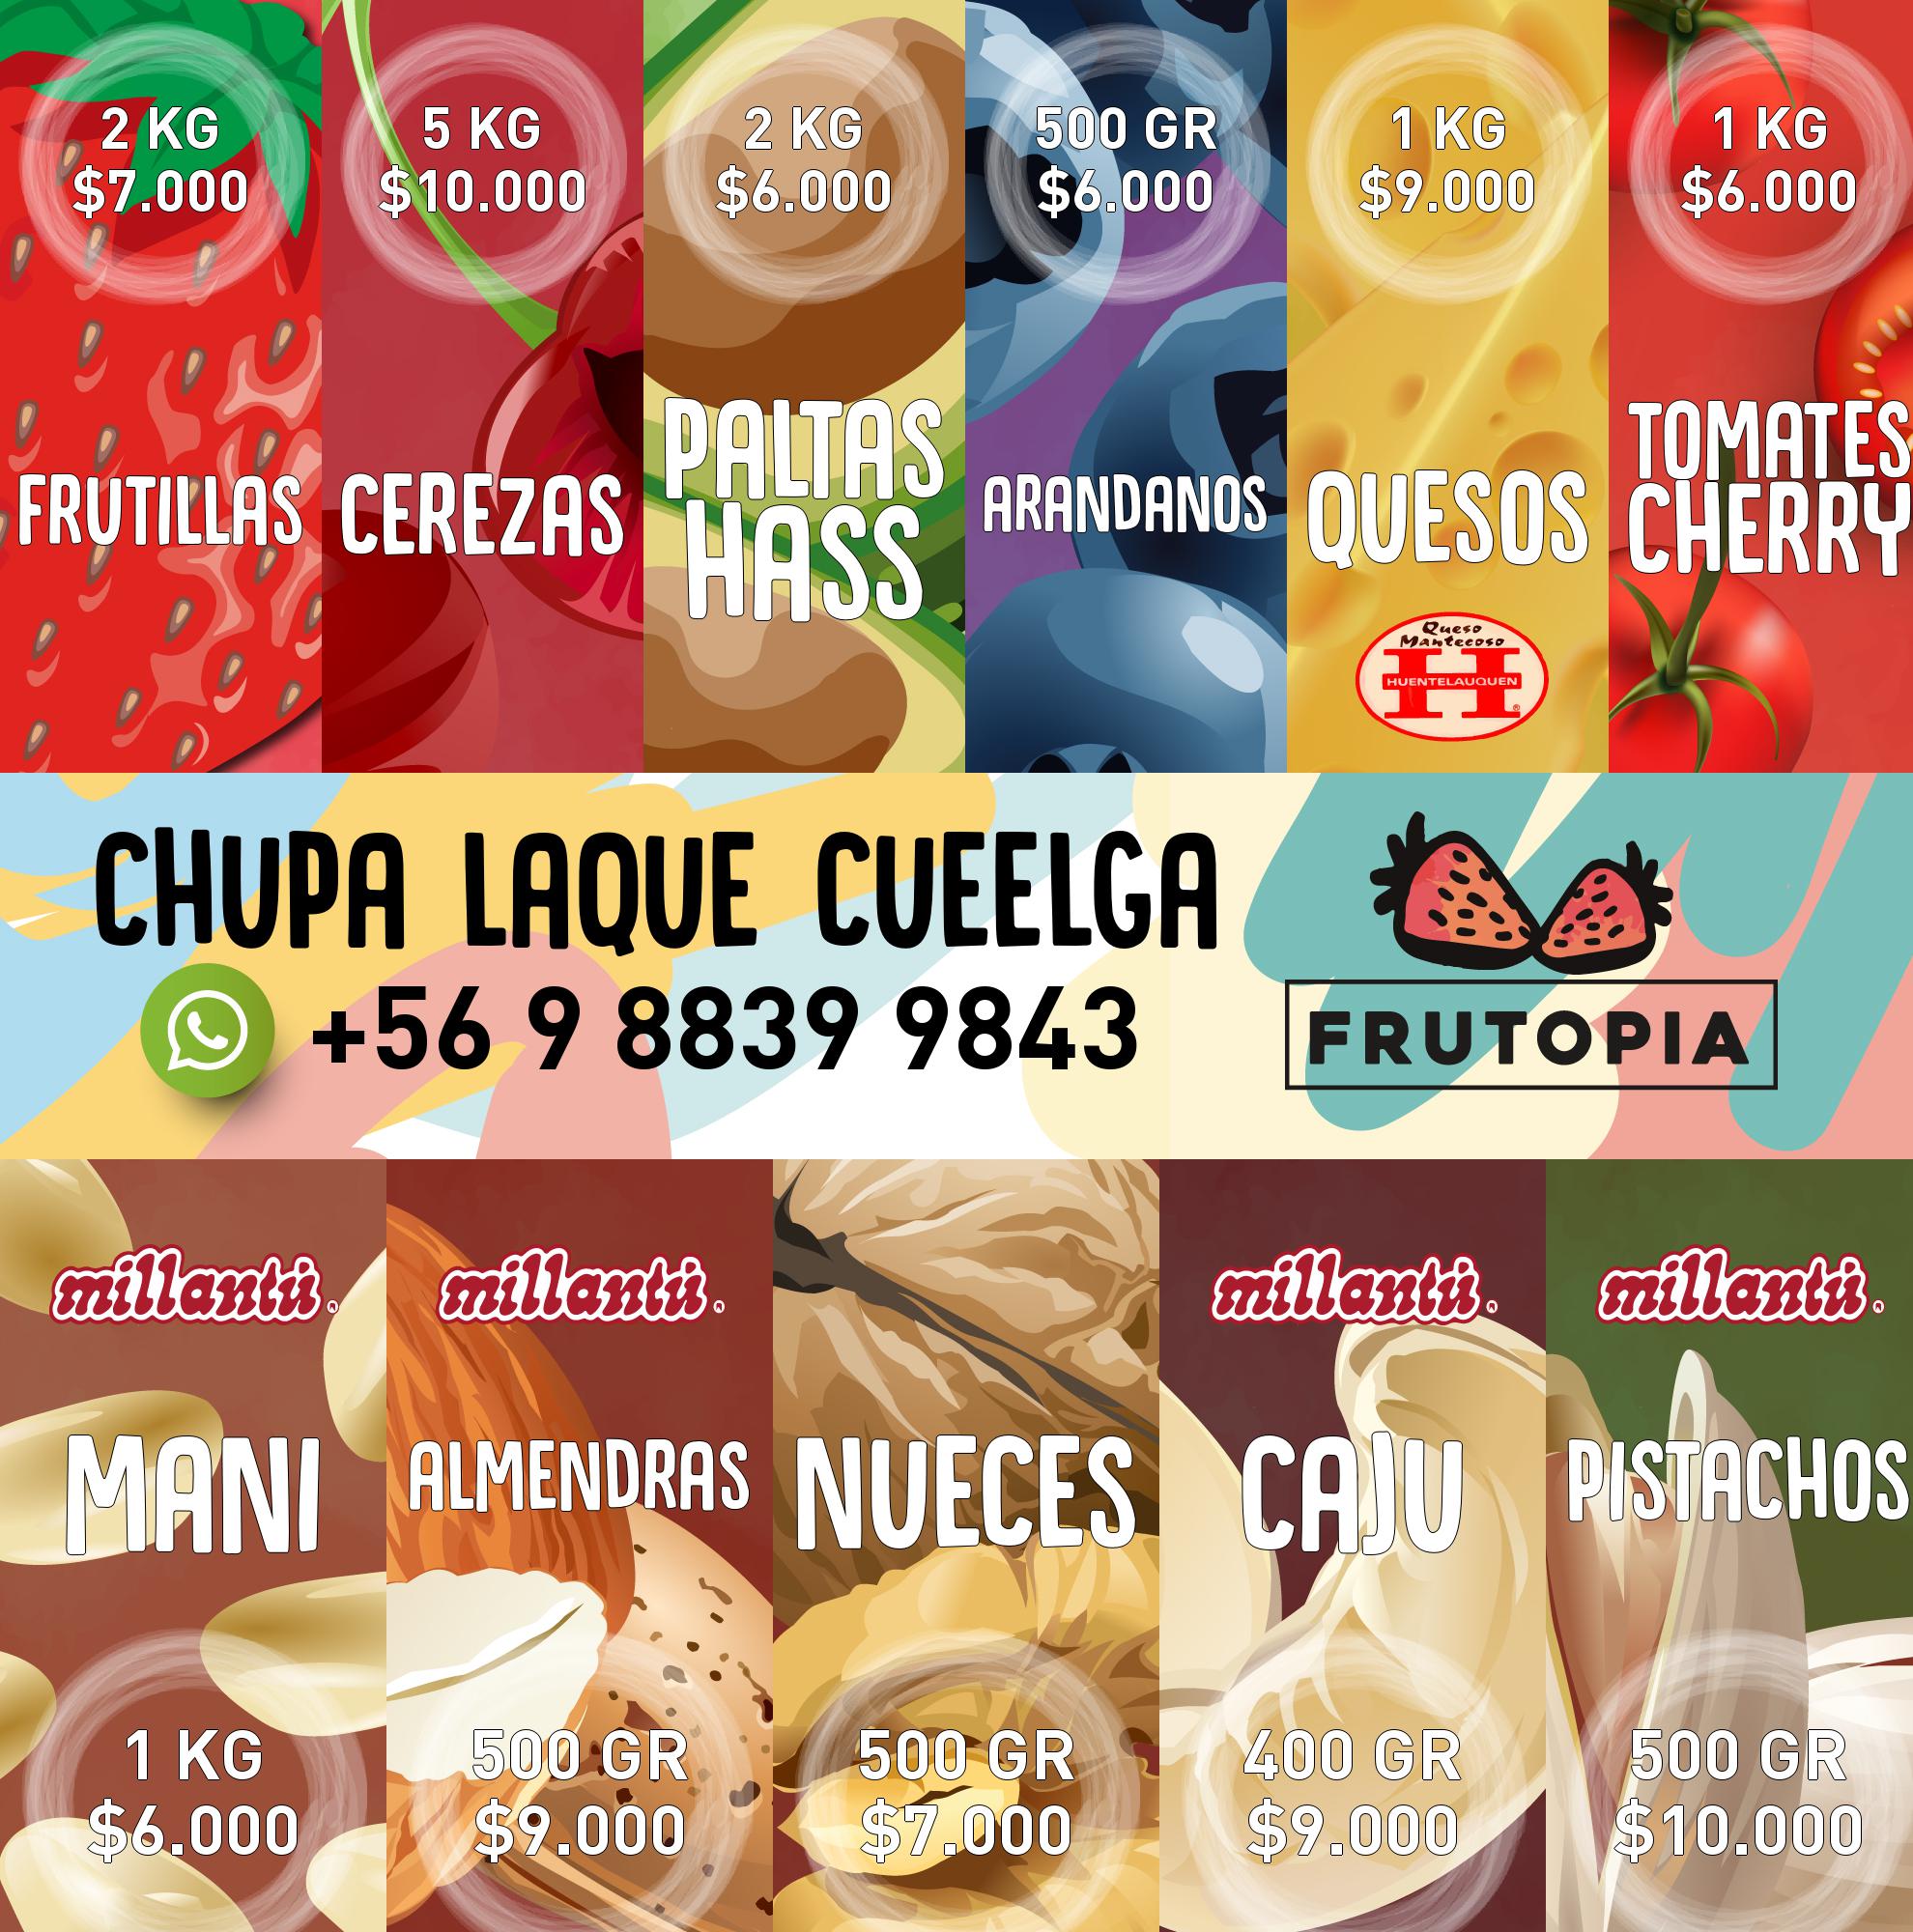 2 KG
$7.000
FRUTILLAS
5 KG
$10.000
CEREZAS
2 KG
$6.000
PALTAS
HASS
500 GR
$6.000
ARANDANOS
1 KG
$9.000
QUESOS
Queso
Mantecoso
H
HUENTELAUQUEN
®
1 KG
$6.000
TOMATES
CHERRY
CHUPA LAQUE CUEELGA
+56 9 8839 9843
FRUTOPIA
millantú®
MANI
1 KG
$6.000
millantú®
ALMENDRAS
500 GR
$9.000
NUECES
500 GR
$7.000
millantú®
CAJU
400 GR
$9.000
millantú®
PISTACHOS
500 GR
$10.000